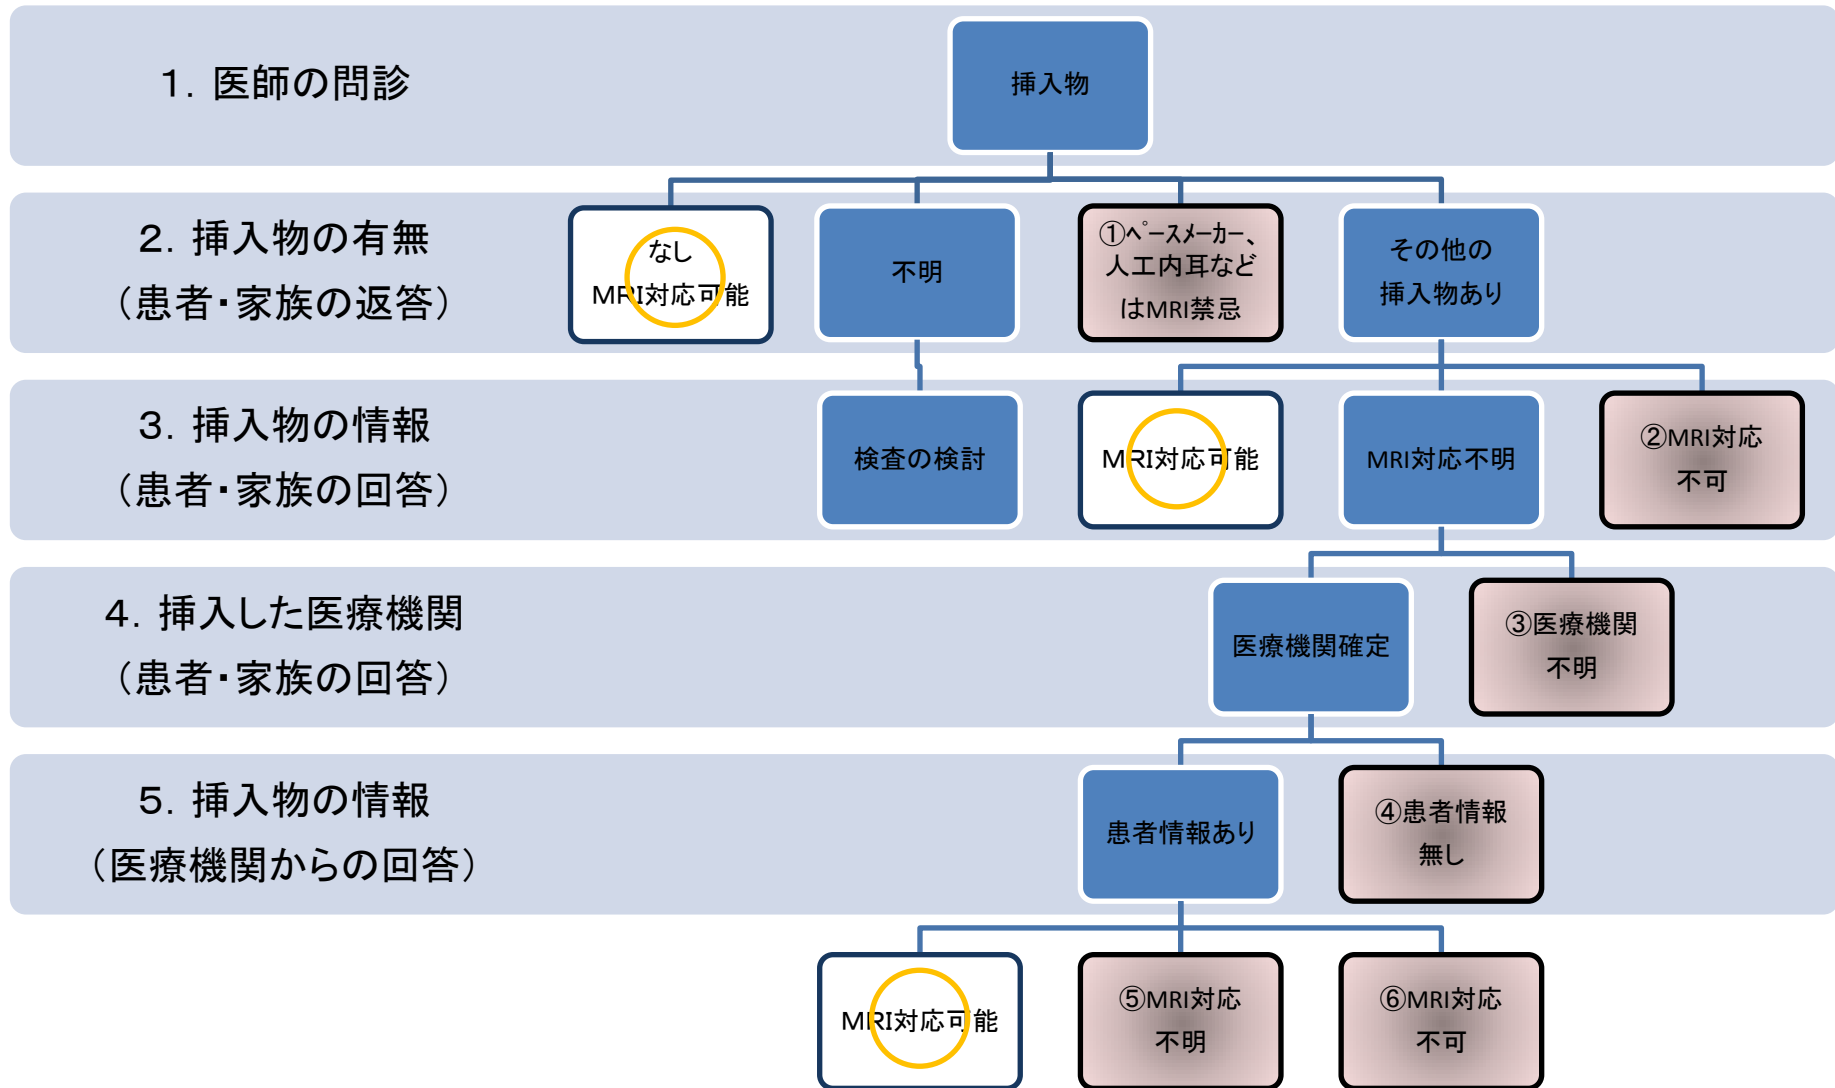 1．医師の問診
挿入物
2．挿入物の有無
（患者・家族の返答）
なし
MRI対応可能
不明
①ﾍﾟｰｽﾒｰｶｰ、
人工内耳など
はMRI禁忌
その他の
挿入物あり
3．挿入物の情報
（患者・家族の回答）
検査の検討
MRI対応可能
MRI対応不明
②MRI対応
不可
4．挿入した医療機関
（患者・家族の回答）
医療機関確定
③医療機関
不明
5．挿入物の情報
（医療機関からの回答）
患者情報あり
④患者情報
無し
MRI対応可能
⑤MRI対応
不明
⑥MRI対応
不可